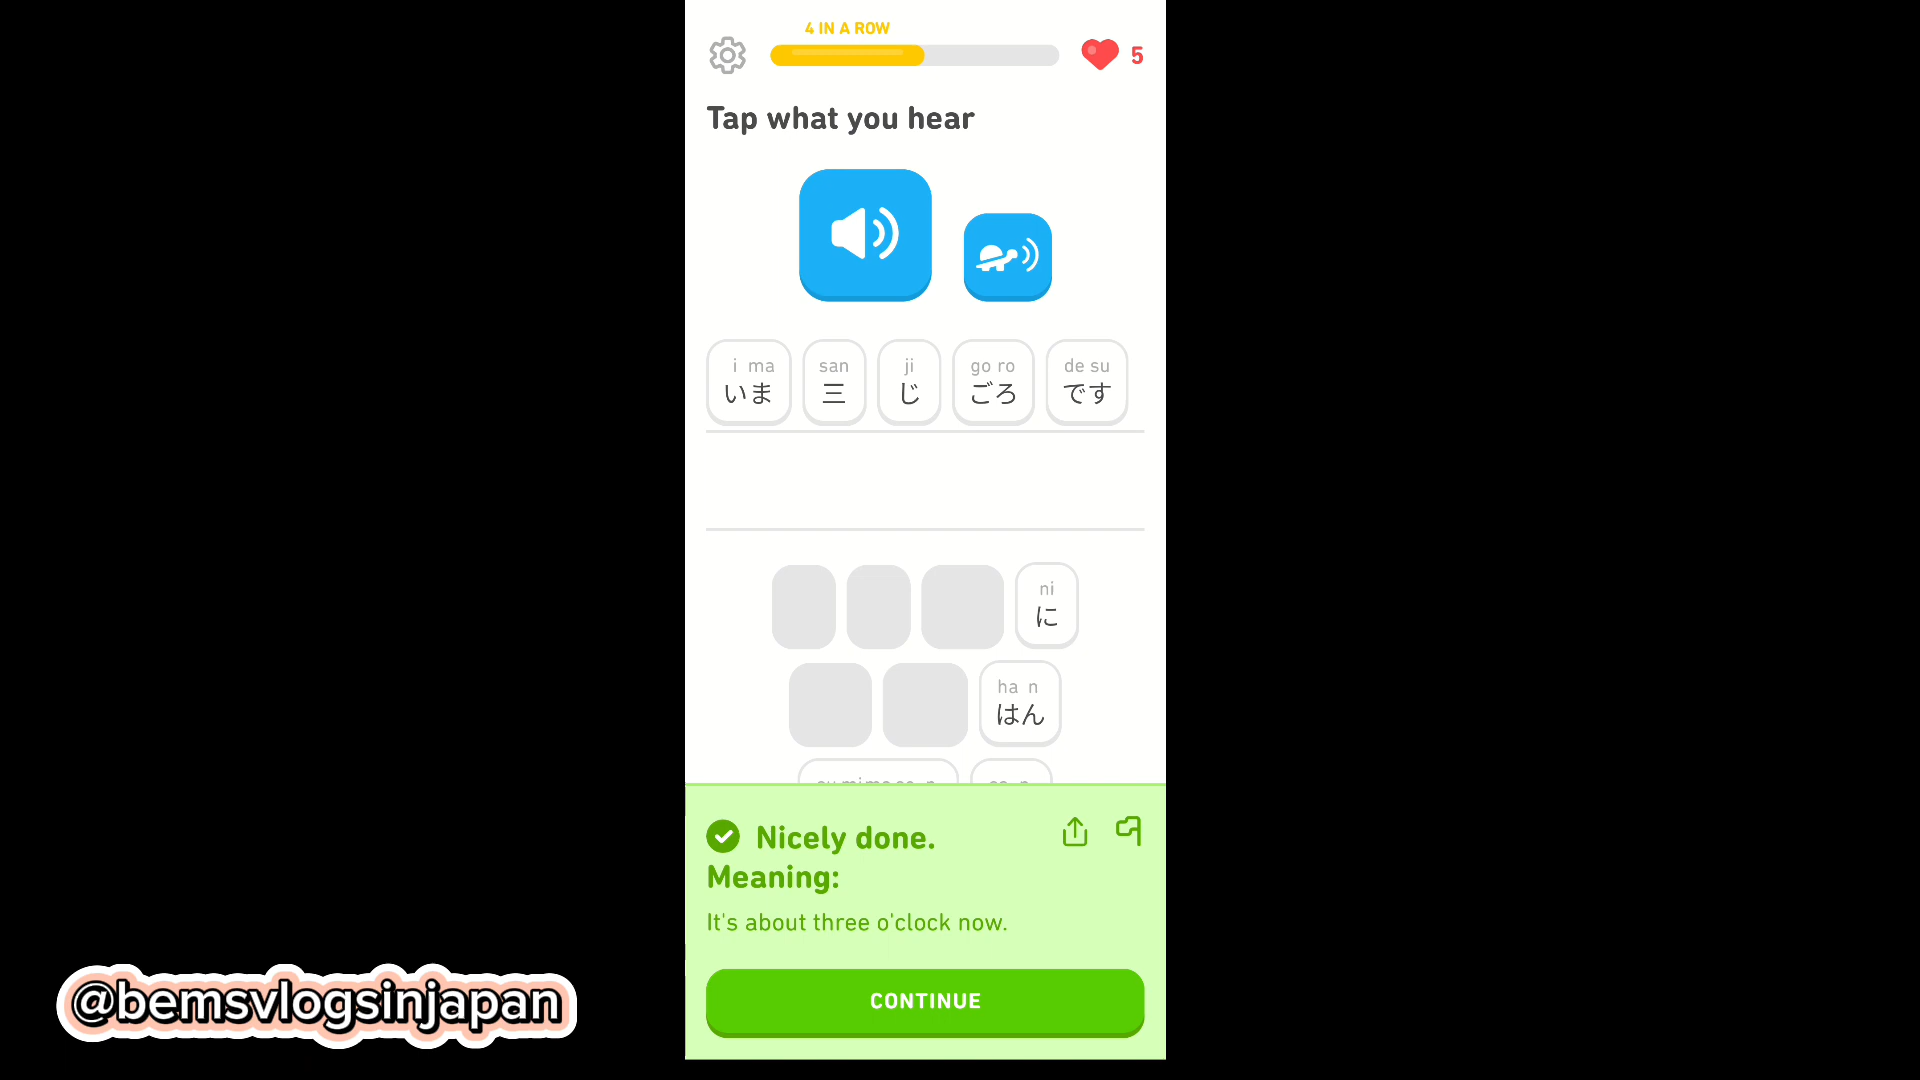 4 IN A ROW
5
Tap what you hear
i ma san ji go ro de su
いま 三 じ ごろ です
ni
に
ha n
はん
Nicely done.
Meaning:
It's about three o'clock now.
CONTINUE
@bemsvlogsinjapan